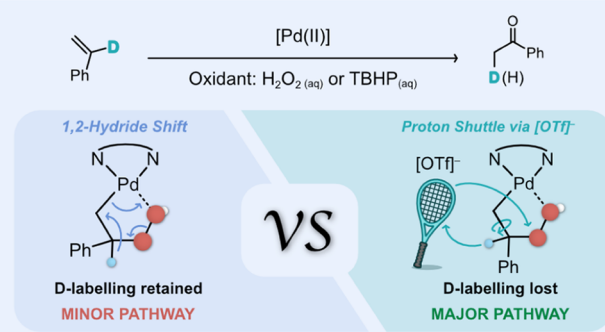 O
D
Ph
[Pd(II)]
Oxidant: H₂O₂ (aq) or TBHP(aq)
Ph
D(H)
1,2-Hydride Shift
N N
Pd
Ph
D-labelling retained
MINOR PATHWAY
VS
Proton Shuttle via [OTf]⁻
[OTf]⁻
N N
Pd
Ph
D-labelling lost
MAJOR PATHWAY